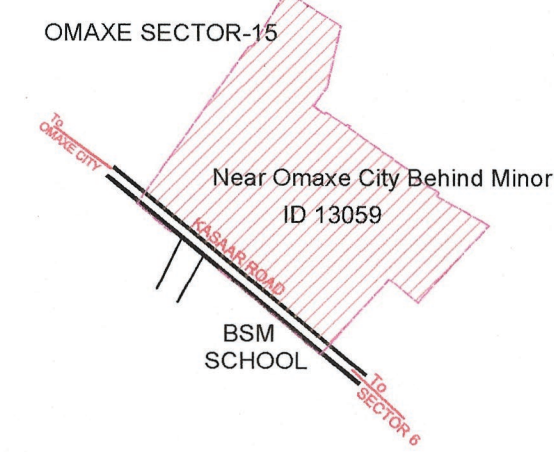 OMAXE SECTOR-15
To
OMAXE CITY
Near Omaxe City Behind Minor
ID 13059
KASAAR ROAD
BSM
SCHOOL
To
SECTOR 6